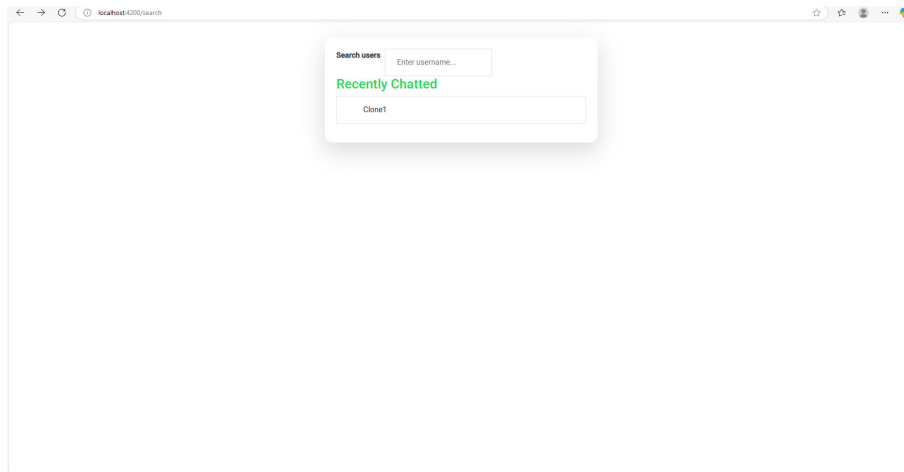 localhost:4200/search
Search users
Enter username...
Recently Chatted
Clone1